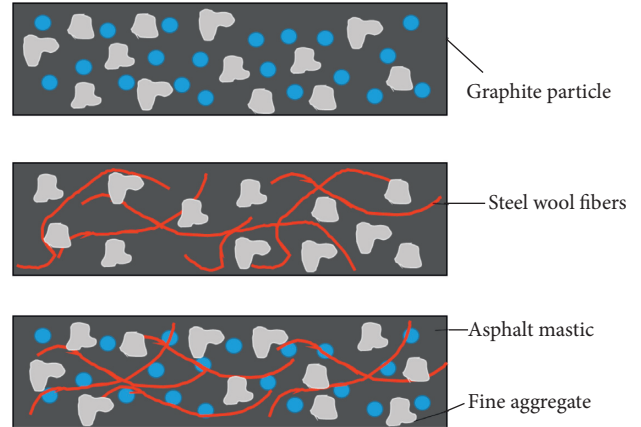 Graphite particle
Steel wool fibers
Asphalt mastic
Fine aggregate